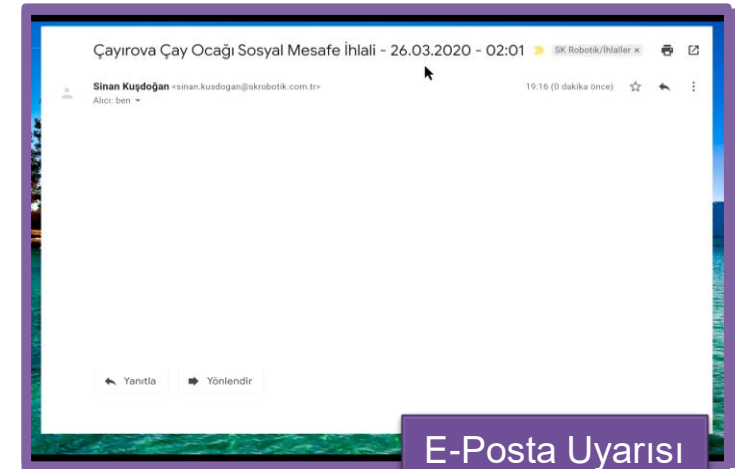 Çayırova Çay Ocağı Sosyal Mesafe İhlali - 26.03.2020 - 02:01 SK Robotik/İhlaller ×
Sinan Kuşdoğan <sinan.kusdogan@skrobotik.com.tr> 19:16 (0 dakika önce)
Alıcı: ben
Yanıtla Yönlendir
E-Posta Uyarısı